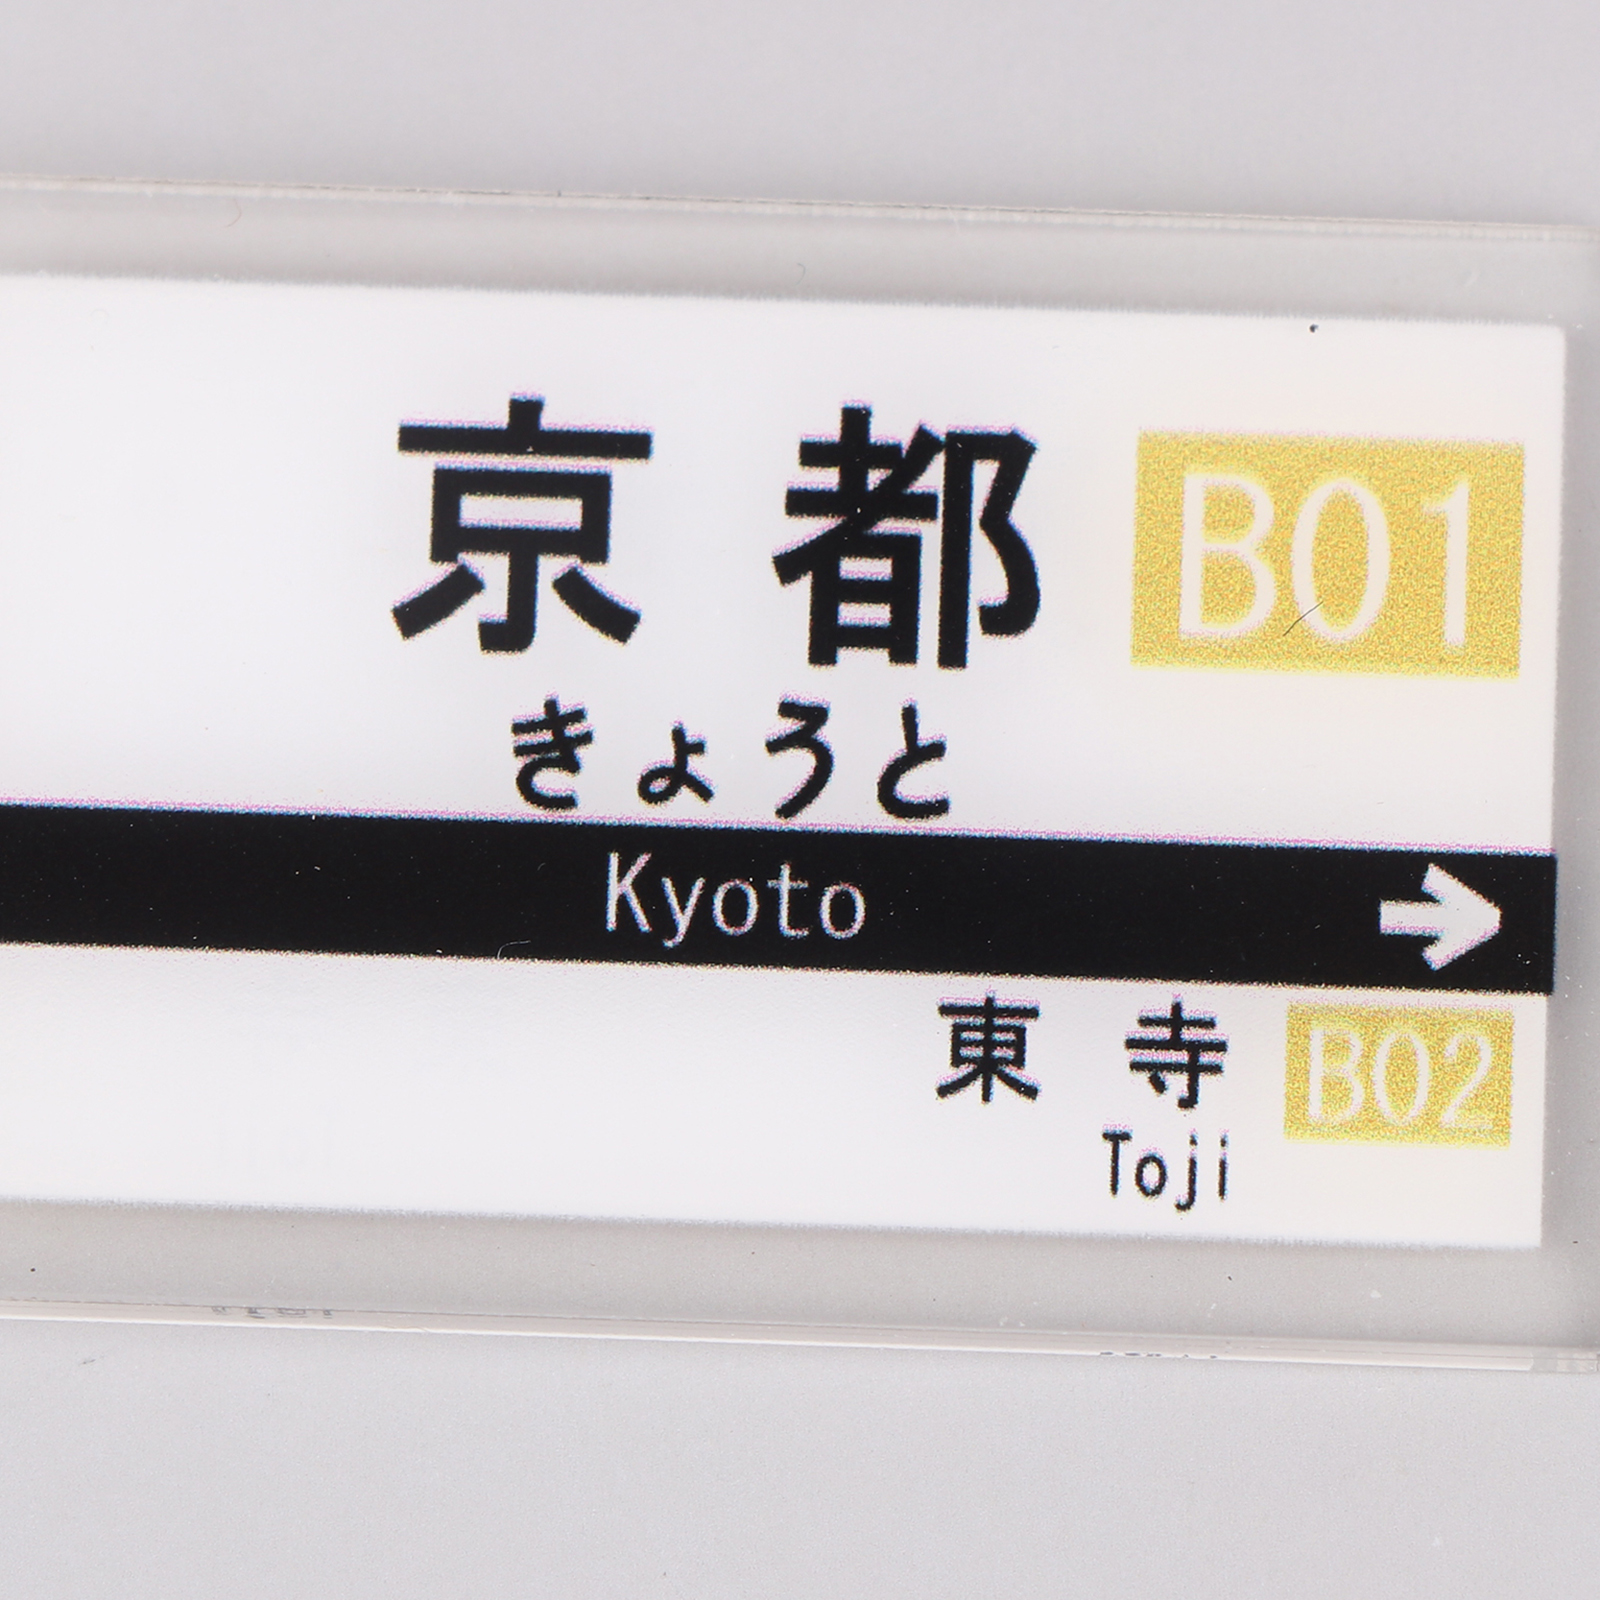 京都 B01
きょうと
Kyoto →
東寺 B02
Toji